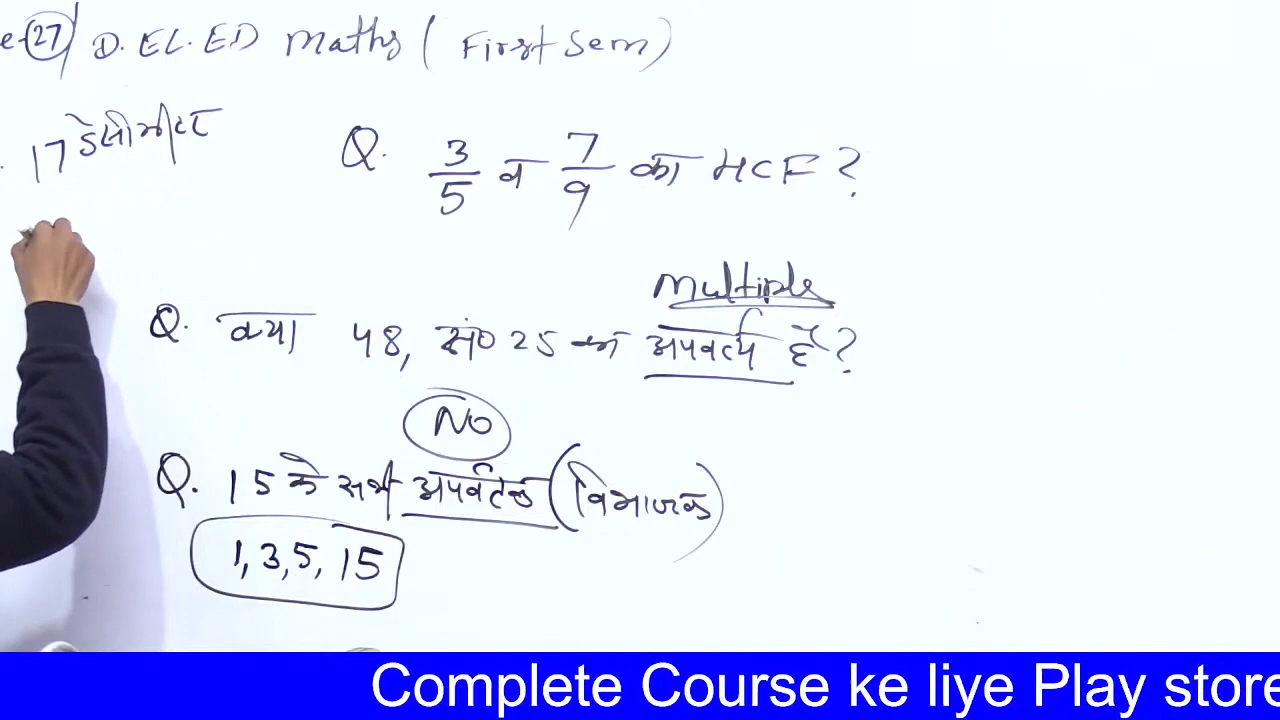 e-27 D.EL.ED Maths ( First Sem)
17 डेसीमीटर
Q. 3/5 व 7/9 का HCF ?
Multiple
Q. क्या 48, सं० 25 का अपवर्त्य है ?
NO
Q. 15 के सभी अपवर्तक (विभाजक)
1, 3, 5, 15
Complete Course ke liye Play store